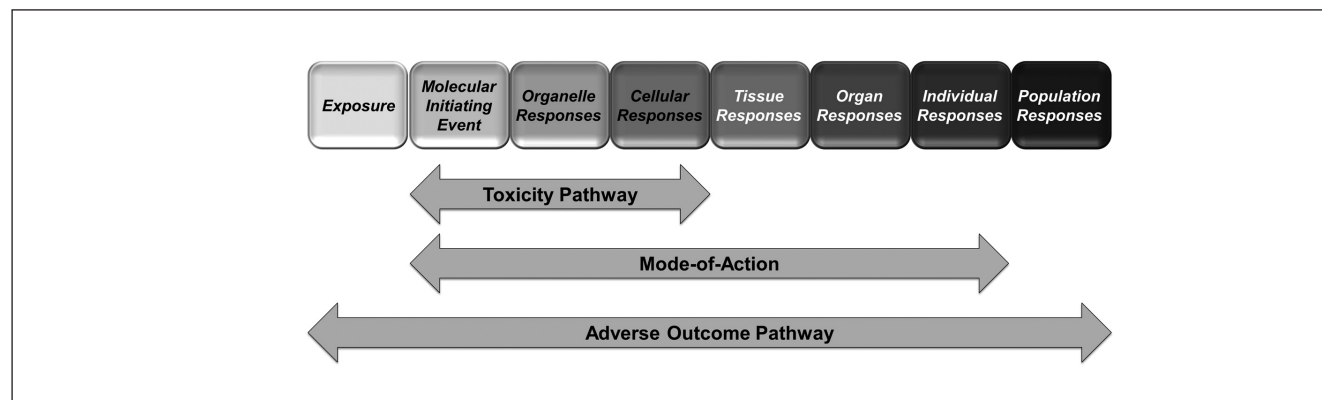 Exposure
Molecular
Initiating
Event
Organelle
Responses
Cellular
Responses
Tissue
Responses
Organ
Responses
Individual
Responses
Population
Responses
Toxicity Pathway
Mode-of-Action
Adverse Outcome Pathway